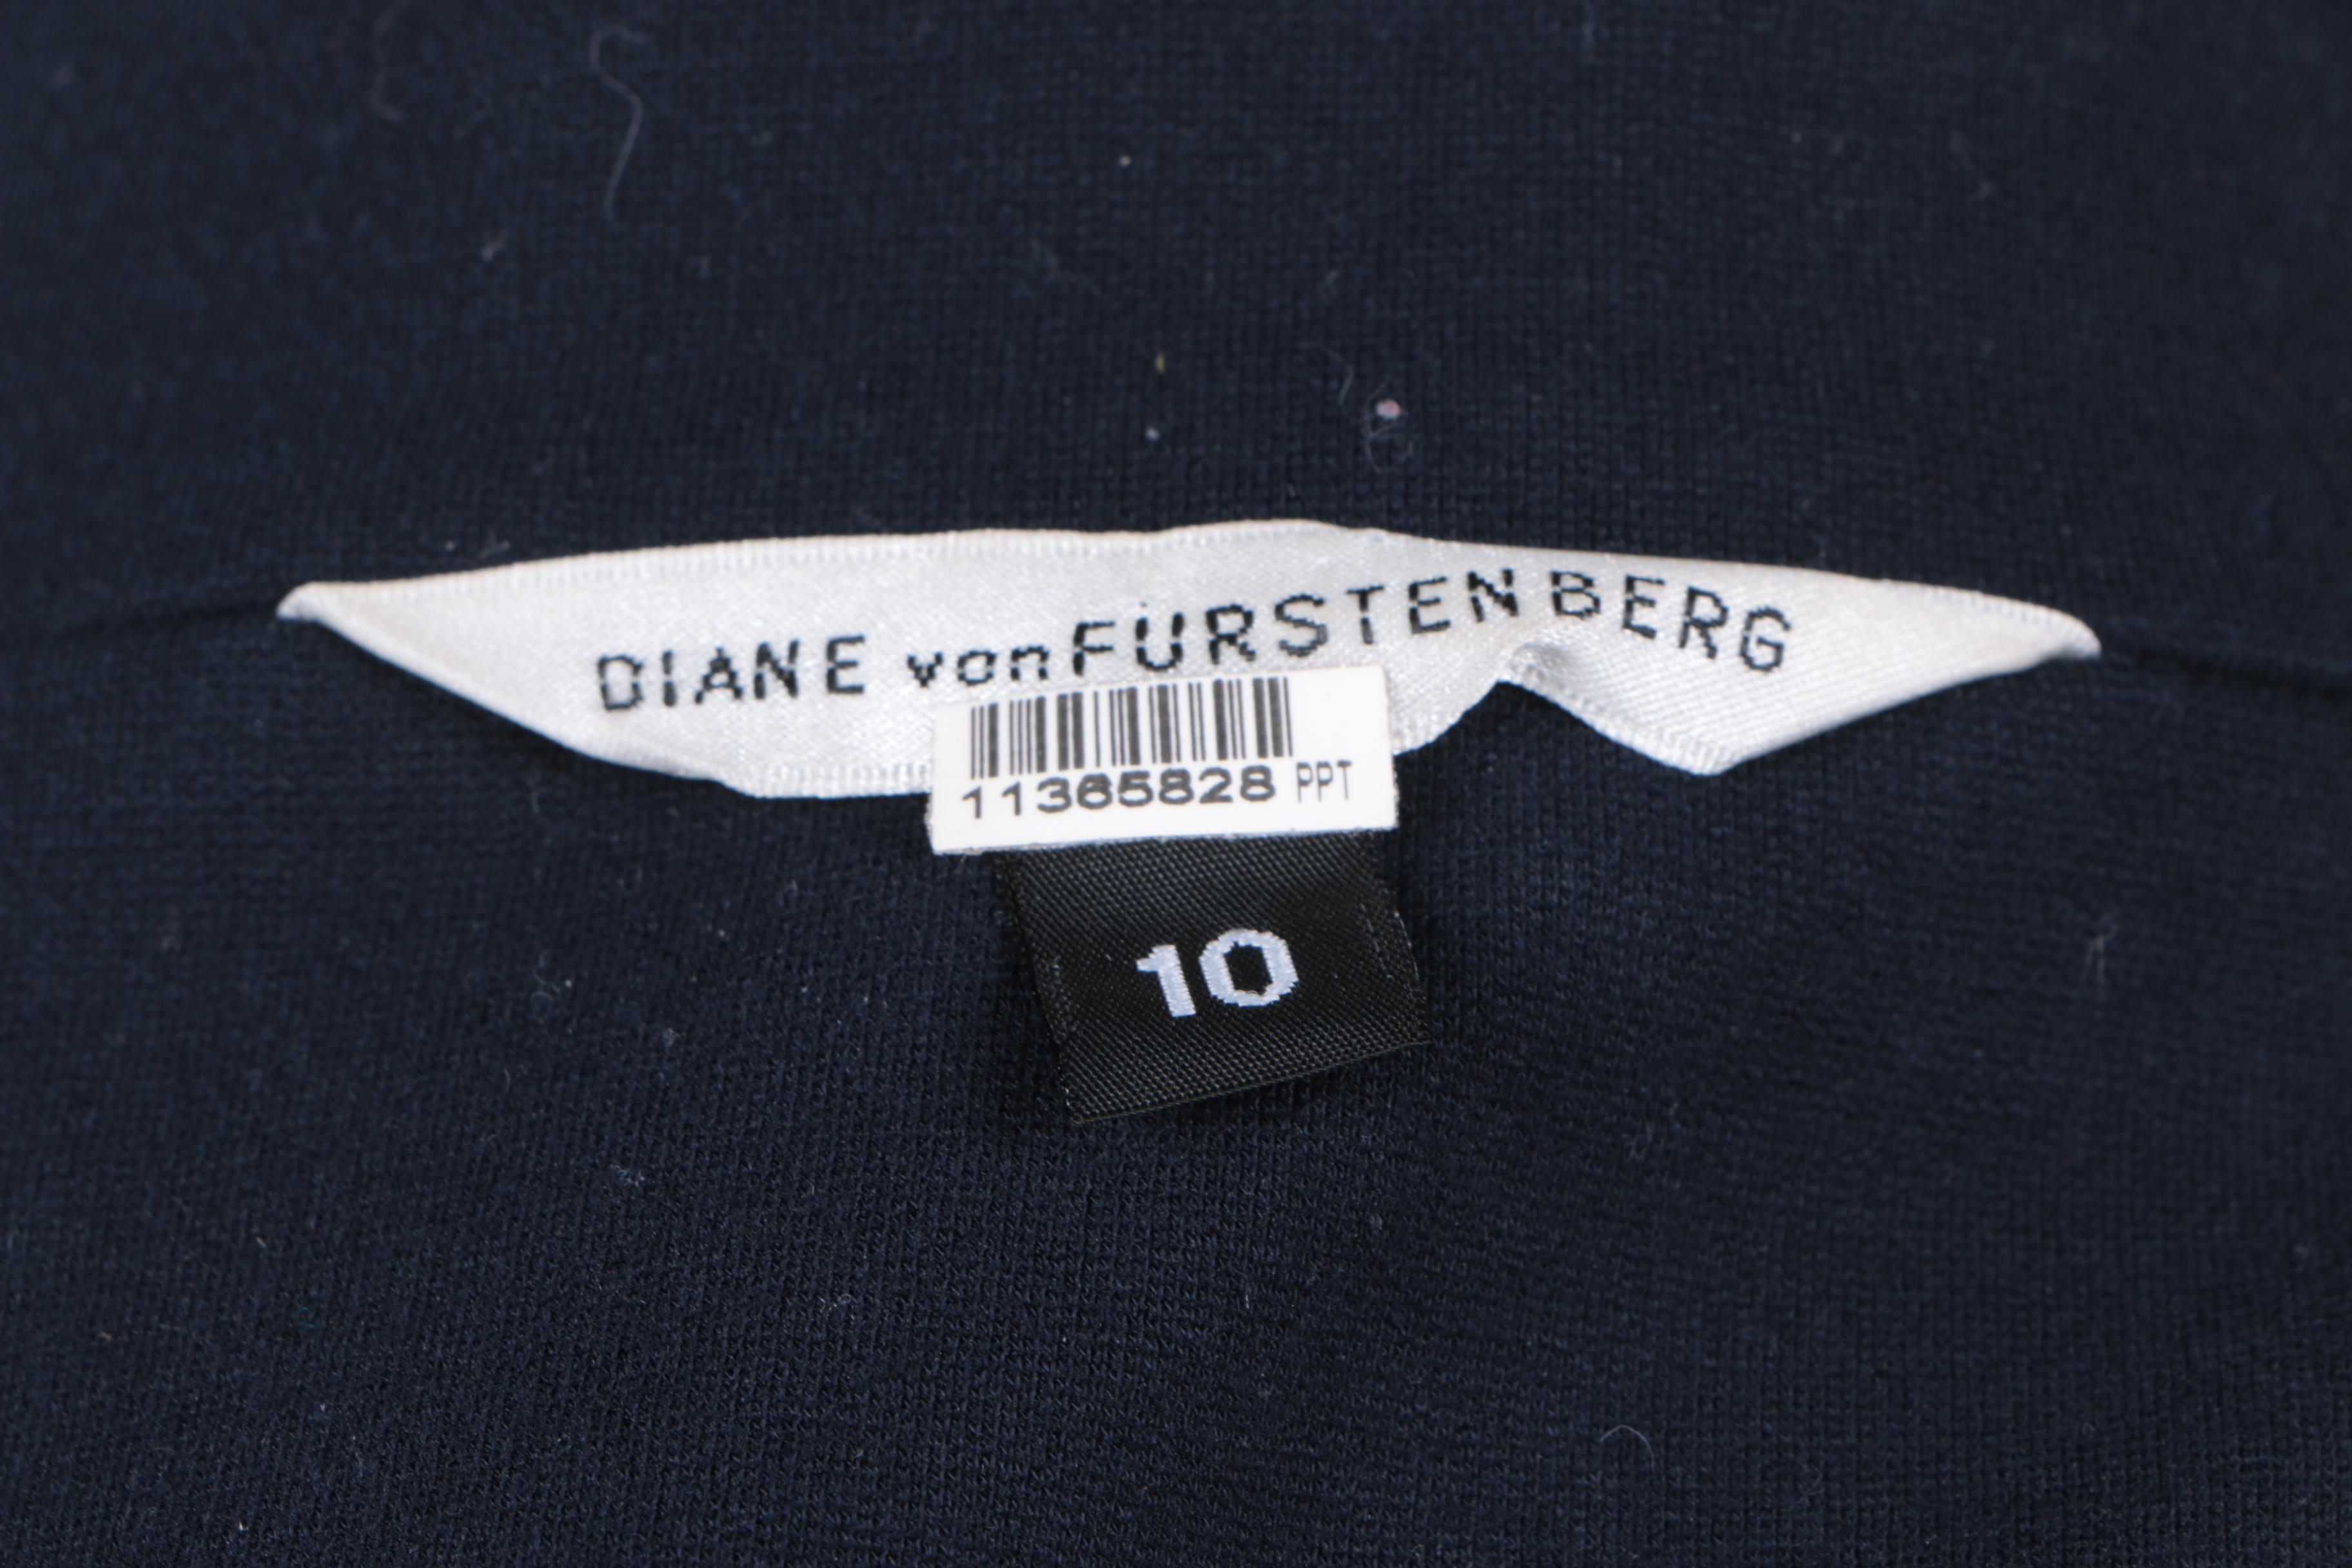 DIANE von FURSTENBERG
11365828 PPT
10